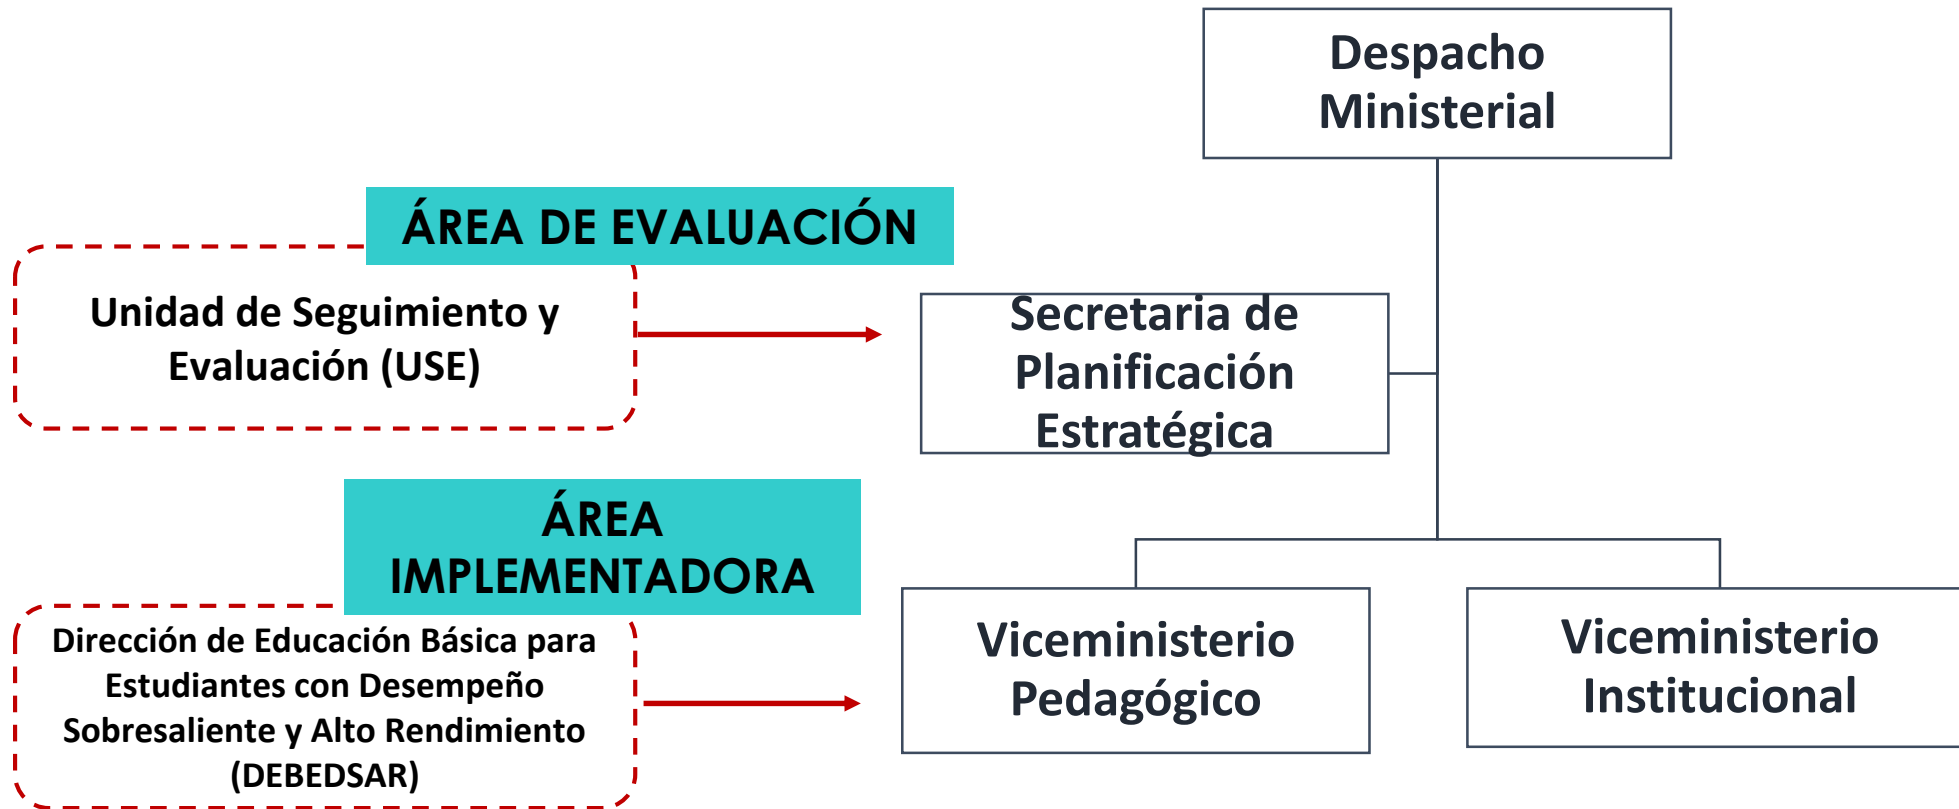 Despacho
Ministerial
ÁREA DE EVALUACIÓN
Unidad de Seguimiento y
Evaluación (USE)
Secretaria de
Planificación
Estratégica
ÁREA
IMPLEMENTADORA
Dirección de Educación Básica para
Estudiantes con Desempeño
Sobresaliente y Alto Rendimiento
(DEBEDSAR)
Viceministerio
Pedagógico
Viceministerio
Institucional